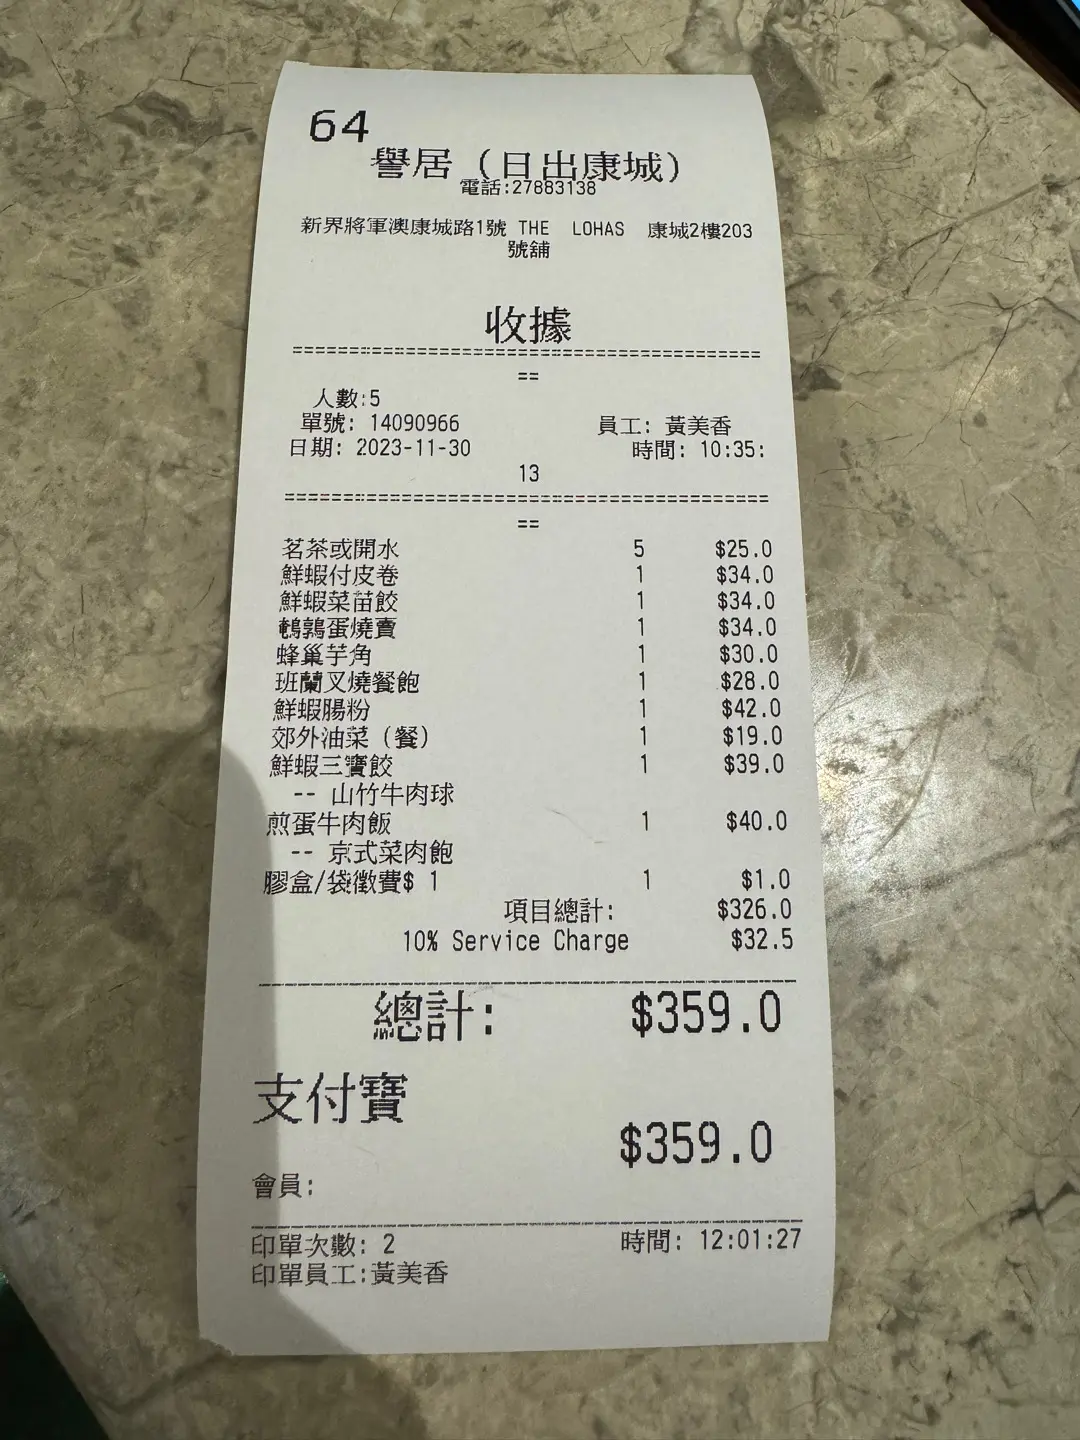 64
譽居（日出康城）
電話:27883138
新界將軍澳康城路1號 THE LOHAS 康城2樓203
號舖
收據
========================================
==
人數:5
單號: 14090966 員工: 黃美香
日期: 2023-11-30 時間: 10:35:
13
========================================
==
茗茶或開水 5 $25.0
鮮蝦付皮卷 1 $34.0
鮮蝦菜苗餃 1 $34.0
鵪鶉蛋燒賣 1 $34.0
蜂巢芋角 1 $30.0
班蘭叉燒餐飽 1 $28.0
鮮蝦腸粉 1 $42.0
郊外油菜（餐） 1 $19.0
鮮蝦三寶餃 1 $39.0
-- 山竹牛肉球
煎蛋牛肉飯 1 $40.0
-- 京式菜肉飽
膠盒/袋徵費$ 1 1 $1.0
項目總計: $326.0
10% Service Charge $32.5
總計: $359.0
支付寶
$359.0
會員:
印單次數: 2 時間: 12:01:27
印單員工:黃美香